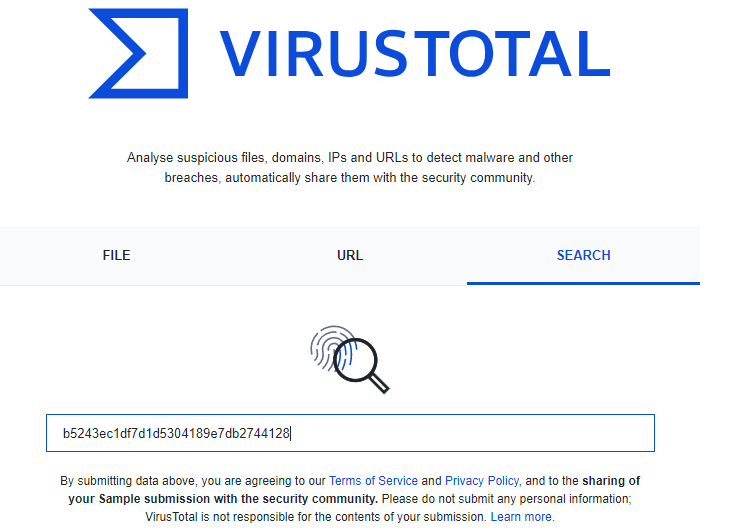 VIRUSTOTAL
Analyse suspicious files, domains, IPs and URLs to detect malware and other
breaches, automatically share them with the security community.
FILE URL SEARCH
b5243ec1df7d1d5304189e7db2744128
By submitting data above, you are agreeing to our Terms of Service and Privacy Policy, and to the sharing of
your Sample submission with the security community. Please do not submit any personal information;
VirusTotal is not responsible for the contents of your submission. Learn more.